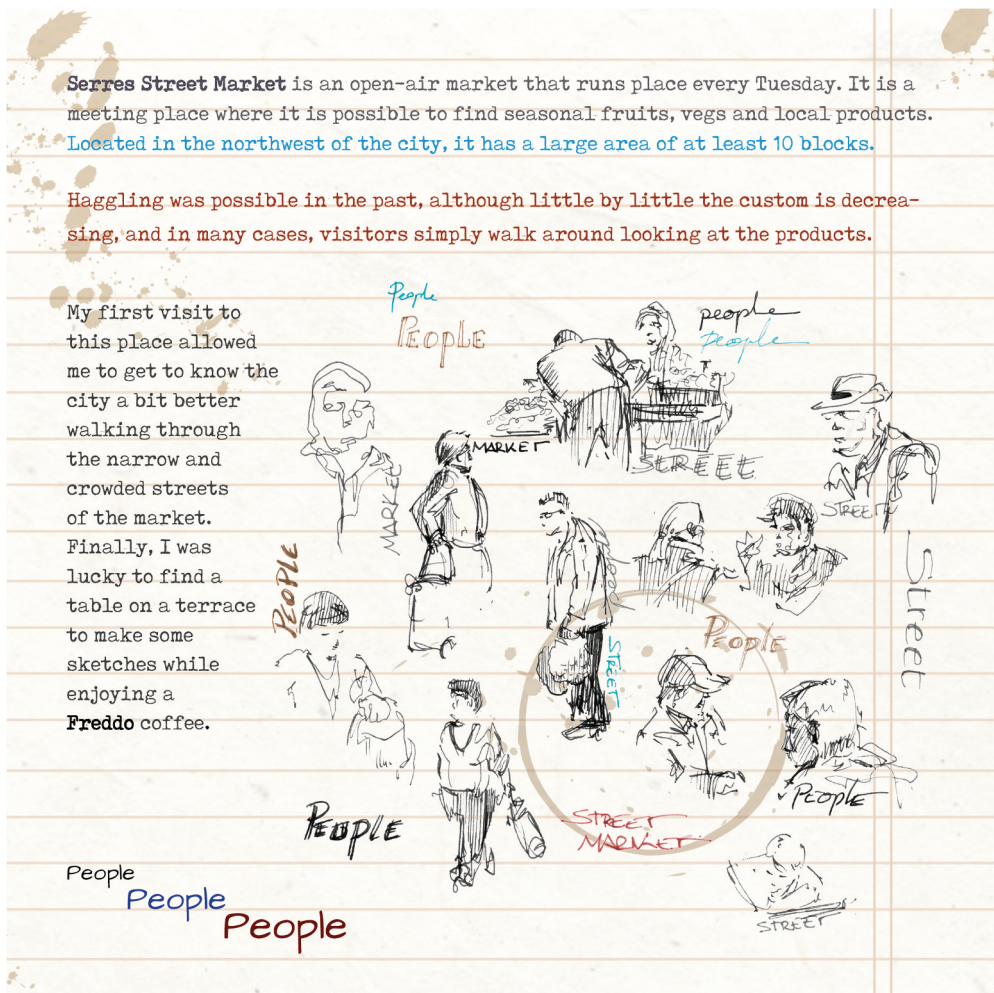 Serres Street Market is an open-air market that runs place every Tuesday. It is a
meeting place where it is possible to find seasonal fruits, vegs and local products.
Located in the northwest of the city, it has a large area of at least 10 blocks.
Haggling was possible in the past, although little by little the custom is decrea-
sing, and in many cases, visitors simply walk around looking at the products.
My first visit to
this place allowed
me to get to know the
city a bit better
walking through
the narrow and
crowded streets
of the market.
Finally, I was
lucky to find a
table on a terrace
to make some
sketches while
enjoying a
Freddo coffee.
People
PEOPLE
people
people
MARKET
STREEET
MARKET
STREET
Street
PEOPLE
STREET
PEOPLE
PEOPLE
PEOPLE
STREET
MARKET
STREET
People
People
People